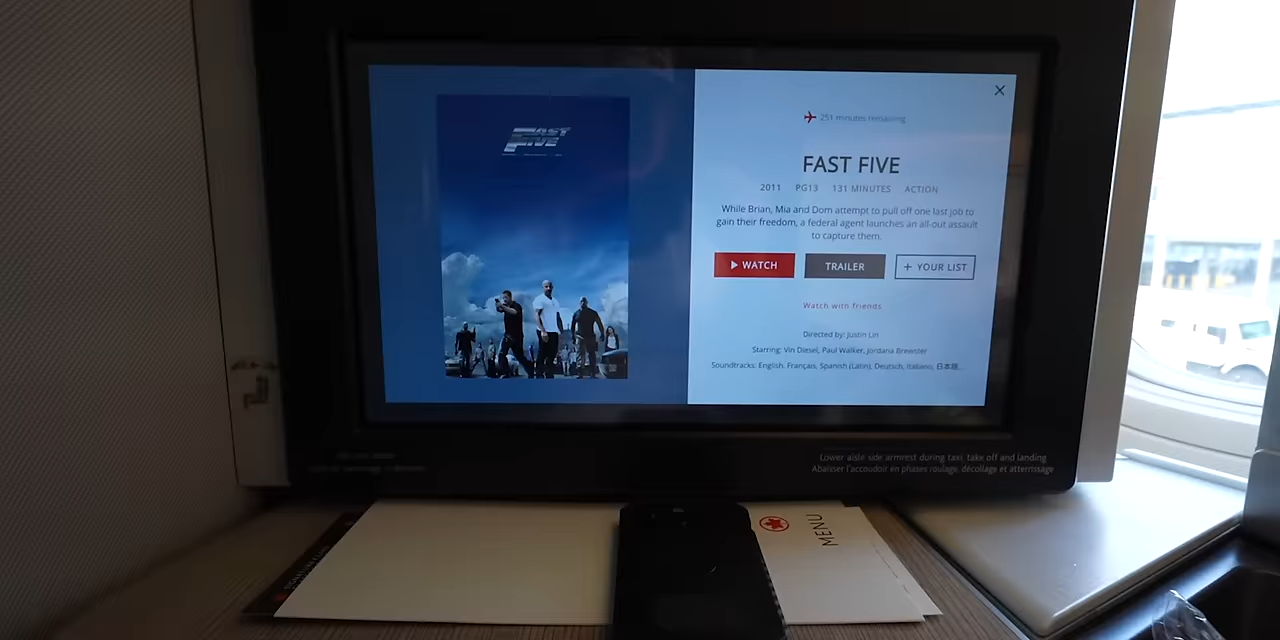 FAST
FIVE
251 minutes remaining
FAST FIVE
2011 PG13 131 MINUTES ACTION
While Brian, Mia and Dom attempt to pull off one last job to
gain their freedom, a federal agent launches an all-out assault
to capture them.
WATCH TRAILER + YOUR LIST
Watch with friends
Directed by: Justin Lin
Starring: Vin Diesel, Paul Walker, Jordana Brewster
Soundtracks: English, Français, Spanish (Latin), Deutsch, Italiano, 日本語...
Lower aisle side armrest during taxi, take off and landing
Abaisser l'accoudoir en phases roulage, décollage et atterrissage
MENU